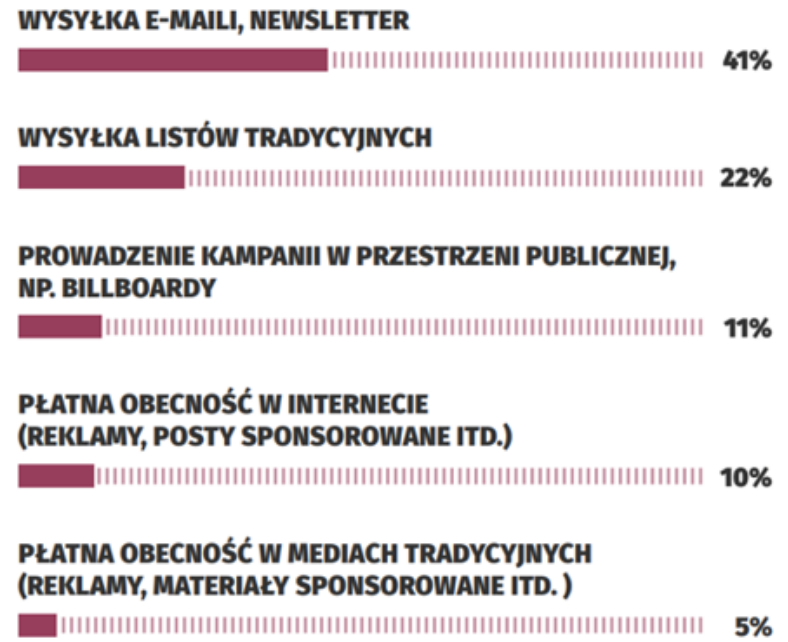 WYSYŁKA E-MAILI, NEWSLETTER
41%
WYSYŁKA LISTÓW TRADYCYJNYCH
22%
PROWADZENIE KAMPANII W PRZESTRZENI PUBLICZNEJ,
NP. BILLBOARDY
11%
PŁATNA OBECNOŚĆ W INTERNECIE
(REKLAMY, POSTY SPONSOROWANE ITD.)
10%
PŁATNA OBECNOŚĆ W MEDIACH TRADYCYJNYCH
(REKLAMY, MATERIAŁY SPONSOROWANE ITD. )
5%